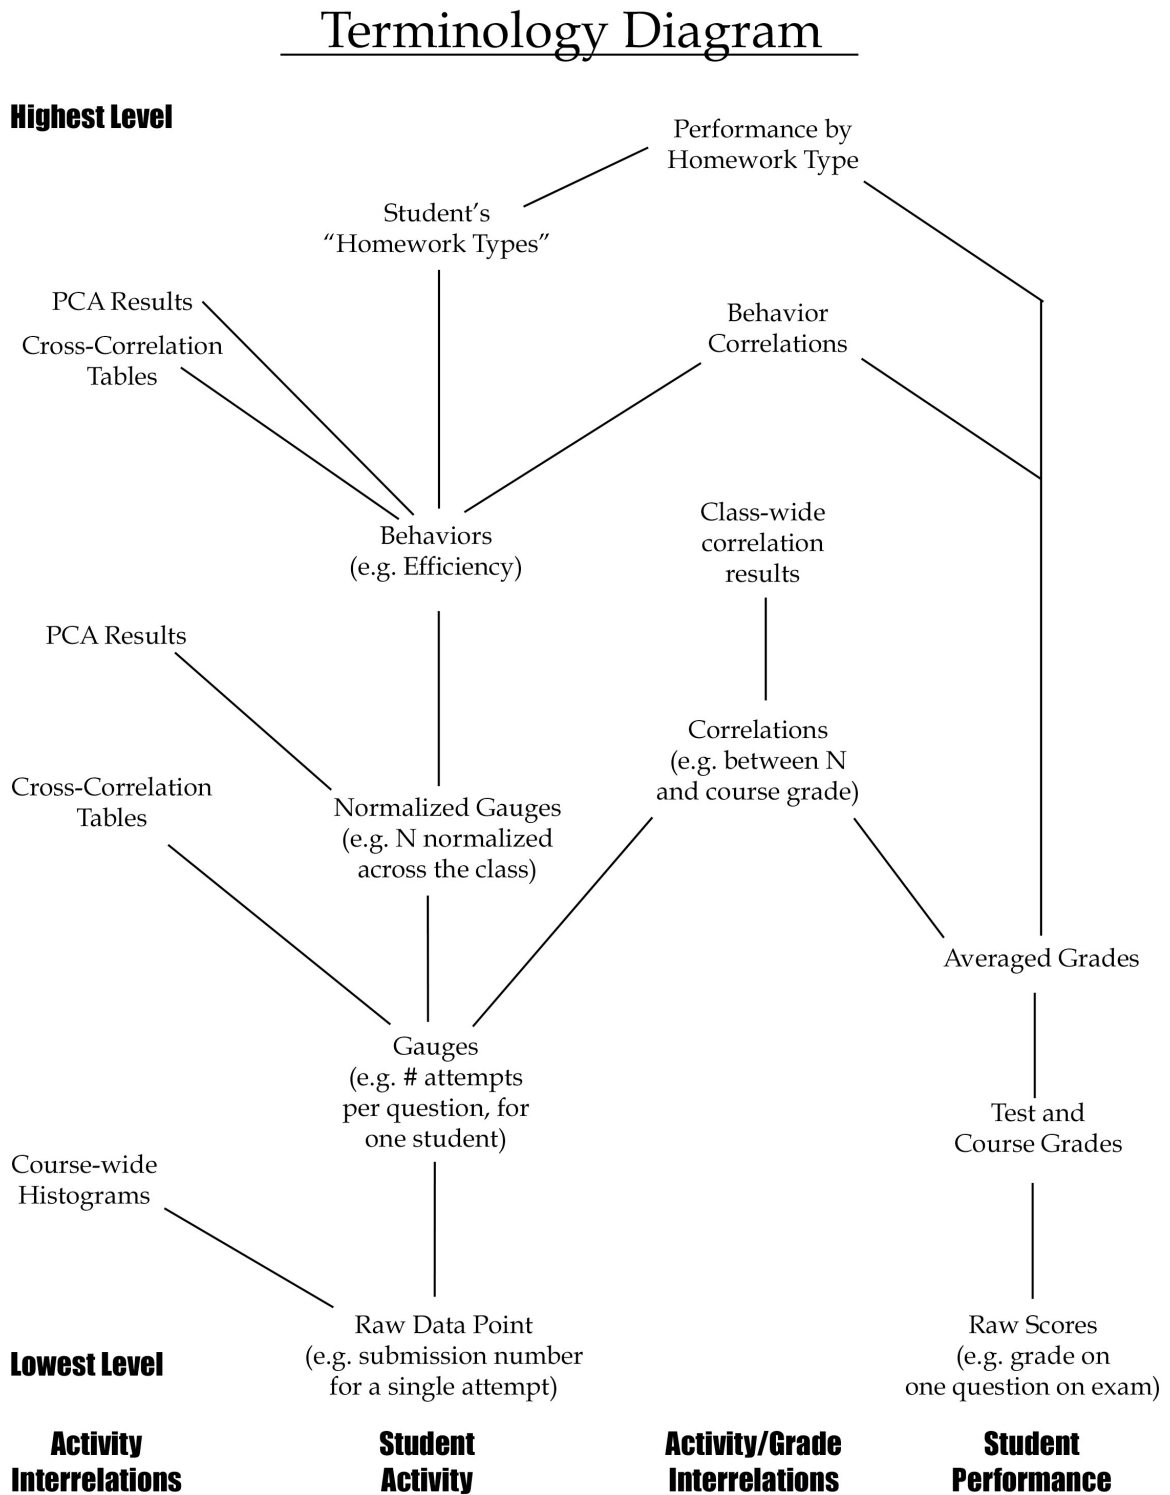 Terminology Diagram
Highest Level
Performance by
Homework Type
Student’s
“Homework Types”
PCA Results
Cross-Correlation
Tables
Behavior
Correlations
Behaviors
(e.g. Efficiency)
Class-wide
correlation
results
PCA Results
Cross-Correlation
Tables
Normalized Gauges
(e.g. N normalized
across the class)
Correlations
(e.g. between N
and course grade)
Averaged Grades
Gauges
(e.g. # attempts
per question, for
one student)
Test and
Course Grades
Course-wide
Histograms
Raw Data Point
(e.g. submission number
for a single attempt)
Raw Scores
(e.g. grade on
one question on exam)
Lowest Level
Activity
Interrelations
Student
Activity
Activity/Grade
Interrelations
Student
Performance